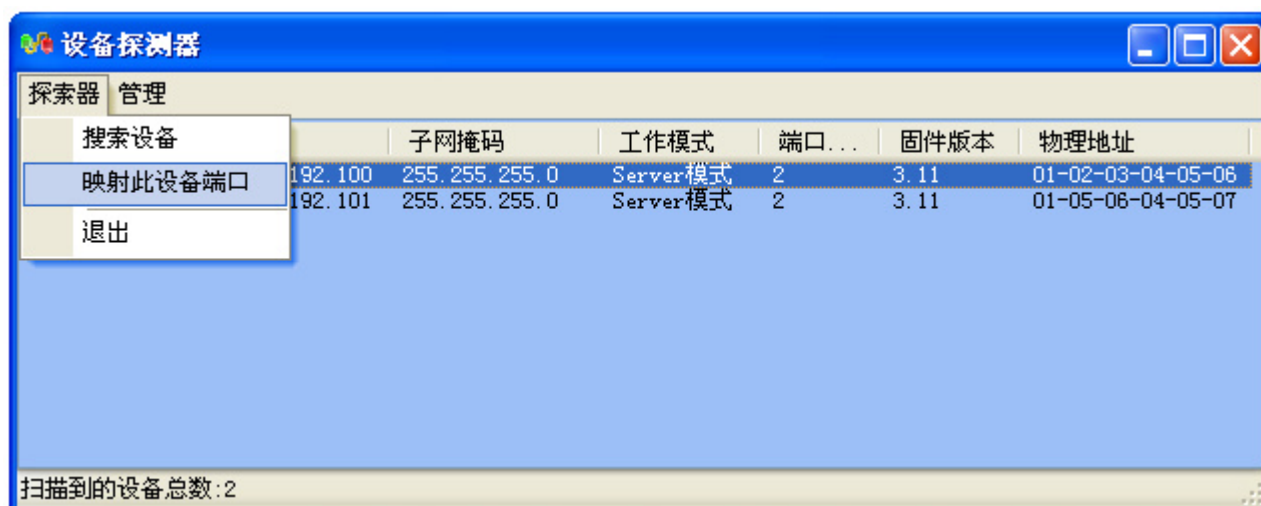 设备探测器
探索器 管理
搜索设备 子网掩码 工作模式 端口... 固件版本 物理地址
映射此设备端口 192.100 255.255.255.0 Server模式 2 3.11 01-02-03-04-05-06
192.101 255.255.255.0 Server模式 2 3.11 01-05-06-04-05-07
退出
扫描到的设备总数:2